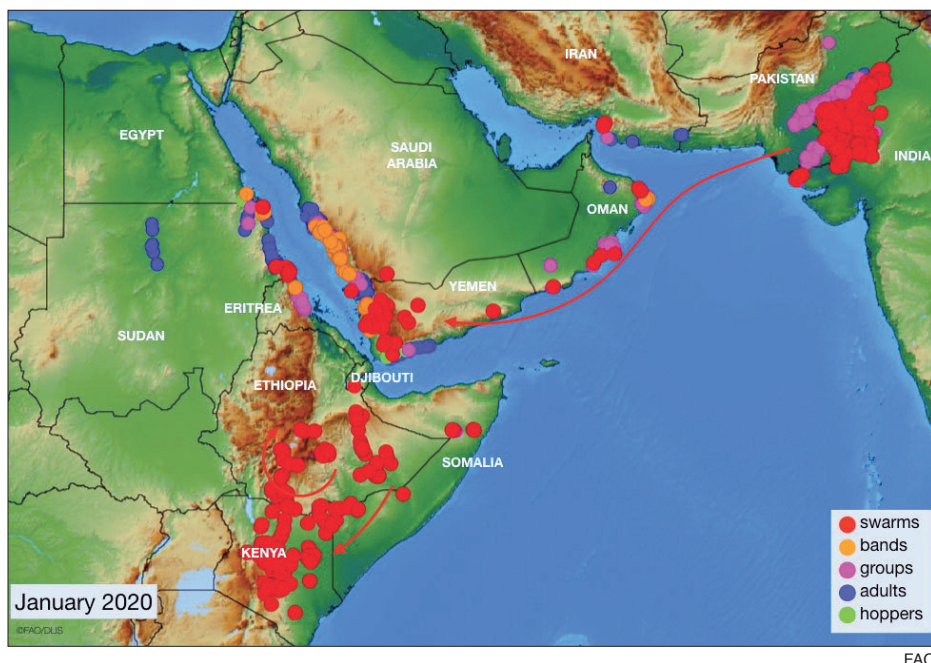 IRAN
PAKISTAN
EGYPT
SAUDI
ARABIA
INDIA
OMAN
YEMEN
ERITREA
SUDAN
DJIBOUTI
ETHIOPIA
SOMALIA
KENYA
swarms
bands
groups
adults
hoppers
January 2020
©FAO/DLIS
FAO